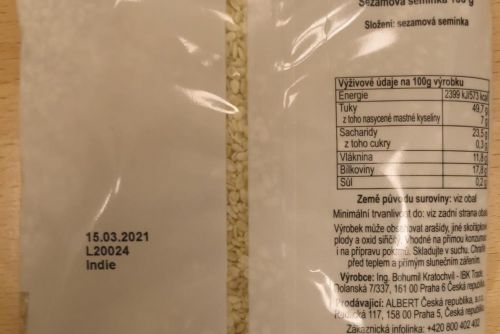 Sezamová semínka 100 g
Složení: sezamová semínka
Výživové údaje na 100g výrobku
Energie 2399 kJ/573 kcal
Tuky 49,7 g
z toho nasycené mastné kyseliny 7 g
Sacharidy 23,5 g
z toho cukry 0,3 g
Vláknina 11,8 g
Bílkoviny 17,8 g
Sůl 0,2 g
Země původu suroviny: viz obal
Minimální trvanlivost do: viz zadní strana obalu
Výrobek může obsahovat arašídy, jiné skořápkové
plody a oxid siřičitý. Vhodné na přímou konzumaci
i na přípravu pokrmů. Skladujte v suchu. Chraňte
před teplem a přímým slunečním zářením.
Výrobce: Ing. Bohumil Kratochvíl - IBK Trade,
Dolanská 7/337, 161 00 Praha 6 Česká republika
Prodávající: ALBERT Česká republika, s.r.o.
Radlická 117, 158 00 Praha 5, Česká republika
Zákaznická infolinka: +420 800 402 402
15.03.2021
L20024
Indie